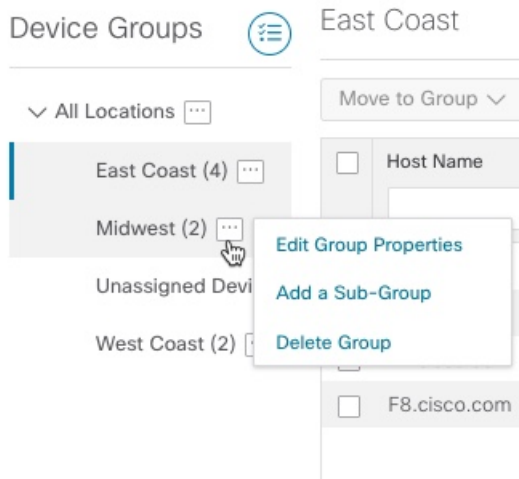 Device Groups
East Coast
All Locations
Move to Group
East Coast (4)
Host Name
Midwest (2)
Edit Group Properties
Unassigned Devi
Add a Sub-Group
West Coast (2)
Delete Group
F8.cisco.com